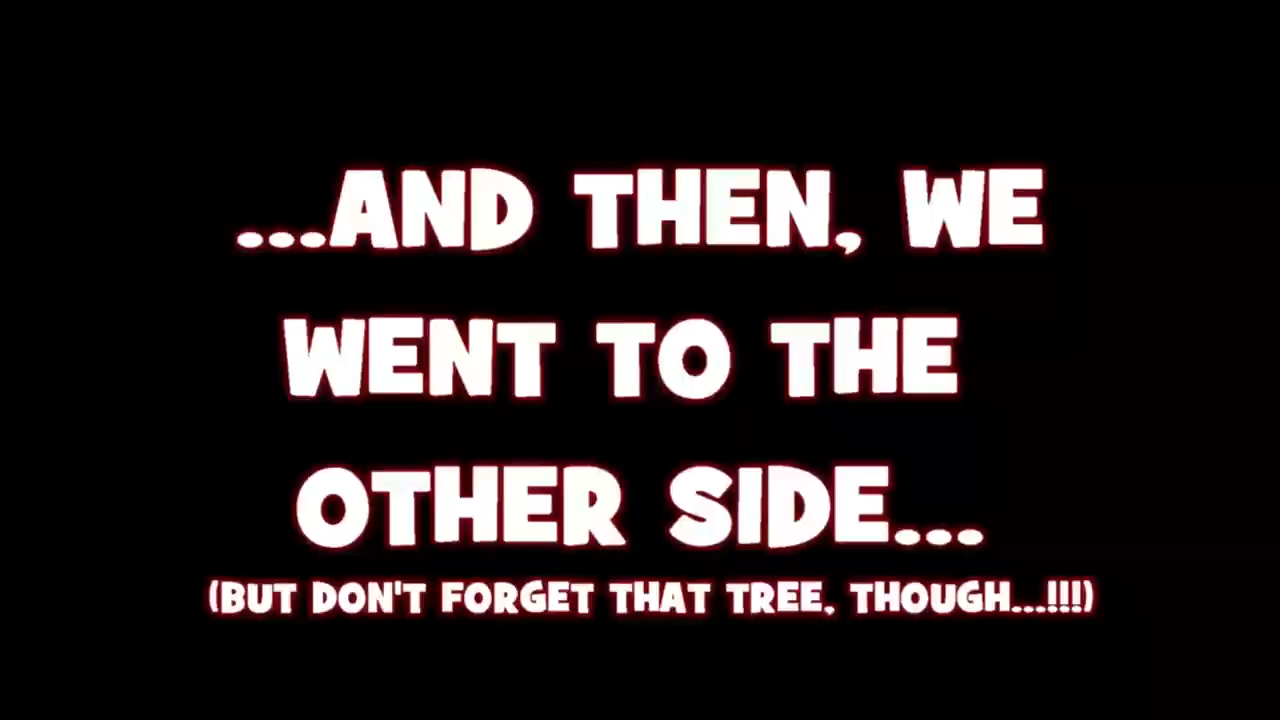 ...AND THEN, WE
WENT TO THE
OTHER SIDE...
(BUT DON'T FORGET THAT TREE, THOUGH...!!!)